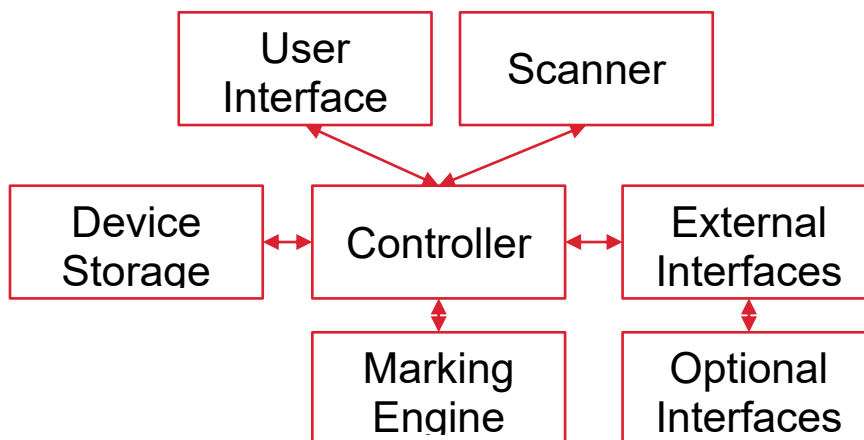 User
Interface
Scanner
Device
Storage
Controller
External
Interfaces
Marking
Engine
Optional
Interfaces